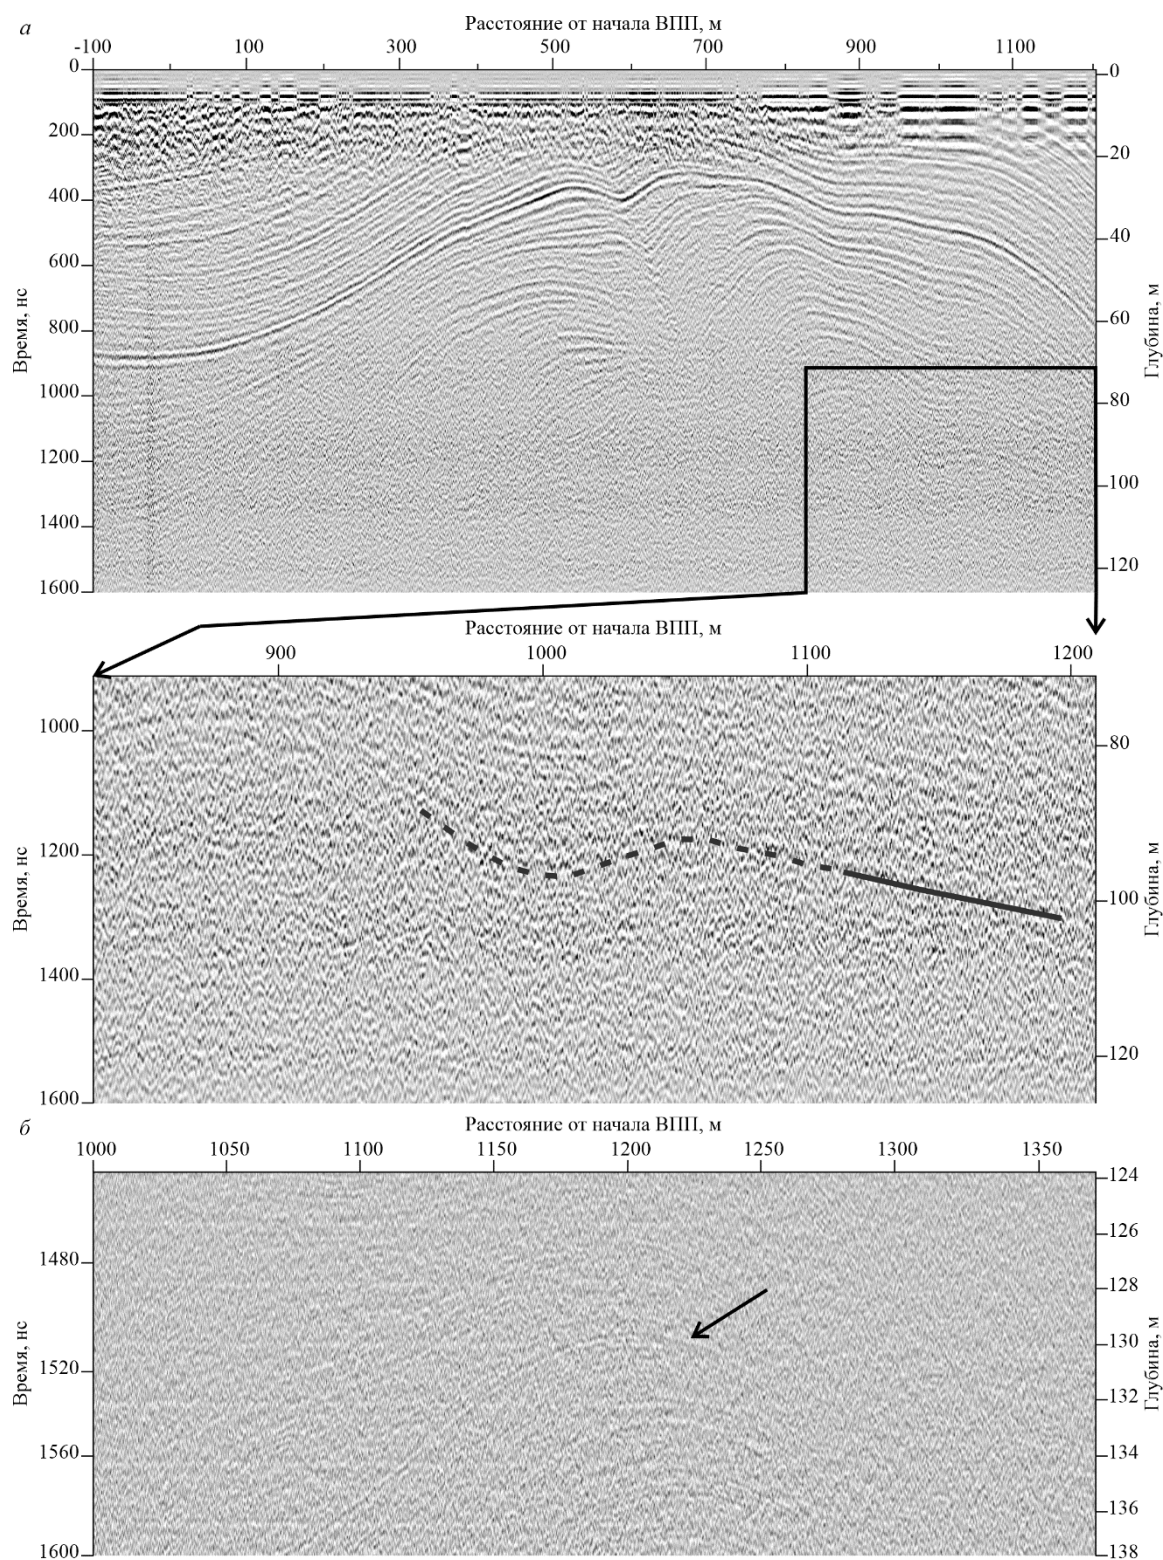 а
Расстояние от начала ВПП, м
-100 100 300 500 700 900 1100
0 0
200 20
400 40
600 60
800 80
1000 100
1200 120
1400
1600
Время, нс
Глубина, м
Расстояние от начала ВПП, м
900 1000 1100 1200
1000 80
1200 100
1400 120
1600
Время, нс
Глубина, м
б
Расстояние от начала ВПП, м
1000 1050 1100 1150 1200 1250 1300 1350
124
126
1480
128
130
1520
132
1560 134
136
1600 138
Время, нс
Глубина, м